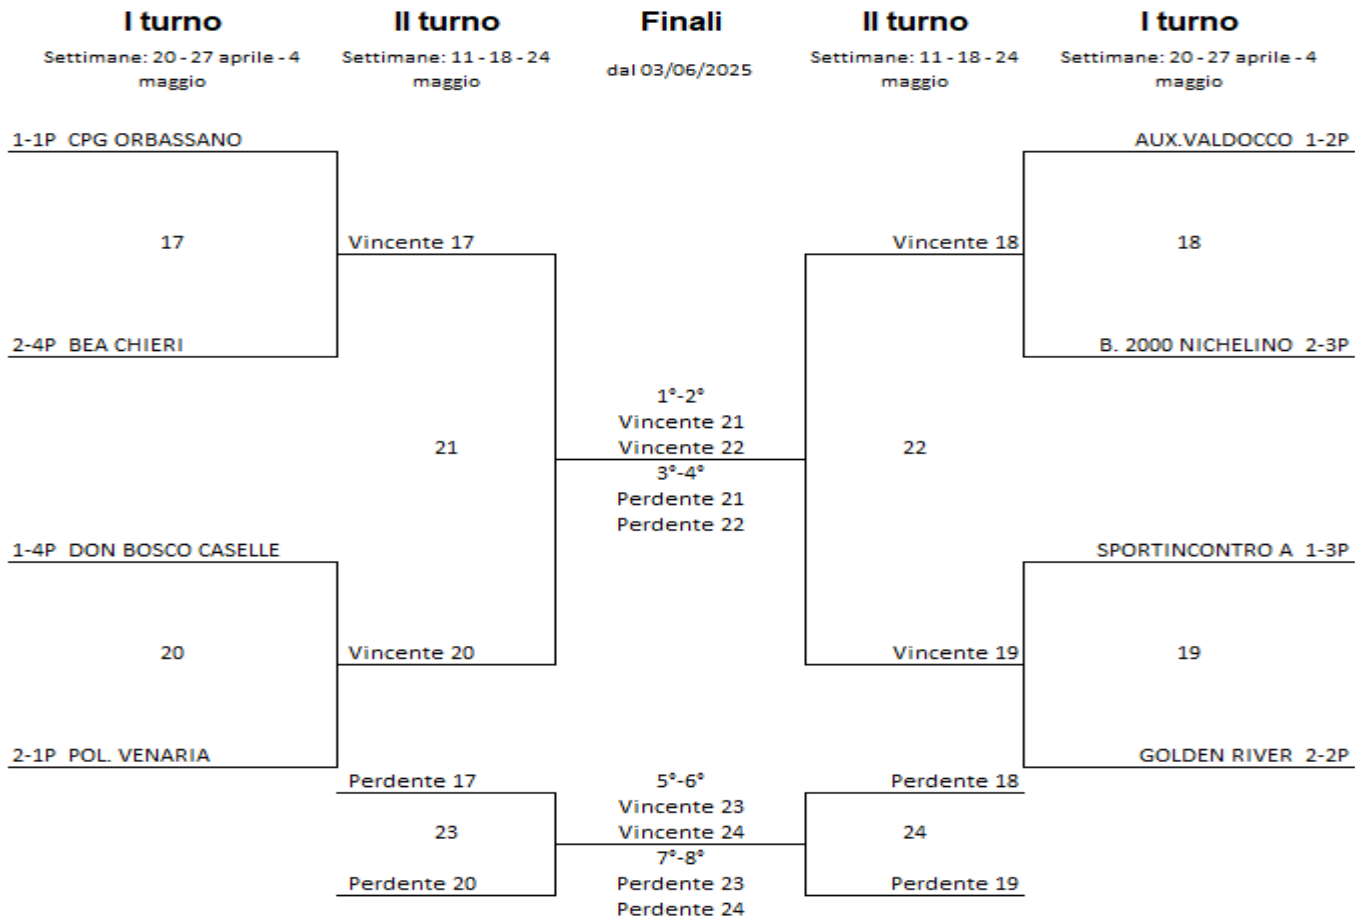 I turno
II turno
Finali
II turno
I turno
Settimane: 20 - 27 aprile - 4
maggio
Settimane: 11 - 18 - 24
maggio
dal 03/06/2025
Settimane: 11 - 18 - 24
maggio
Settimane: 20 - 27 aprile - 4
maggio
1-1P CPG ORBASSANO
AUX.VALDOCCO 1-2P
17
Vincente 17
Vincente 18
18
2-4P BEA CHIERI
B. 2000 NICHELINO 2-3P
1°-2°
Vincente 21
21
Vincente 22
22
3°-4°
Perdente 21
Perdente 22
1-4P DON BOSCO CASELLE
SPORTINCONTRO A 1-3P
20
Vincente 20
Vincente 19
19
2-1P POL. VENARIA
GOLDEN RIVER 2-2P
Perdente 17
5°-6°
Perdente 18
Vincente 23
23
Vincente 24
24
7°-8°
Perdente 20
Perdente 23
Perdente 19
Perdente 24